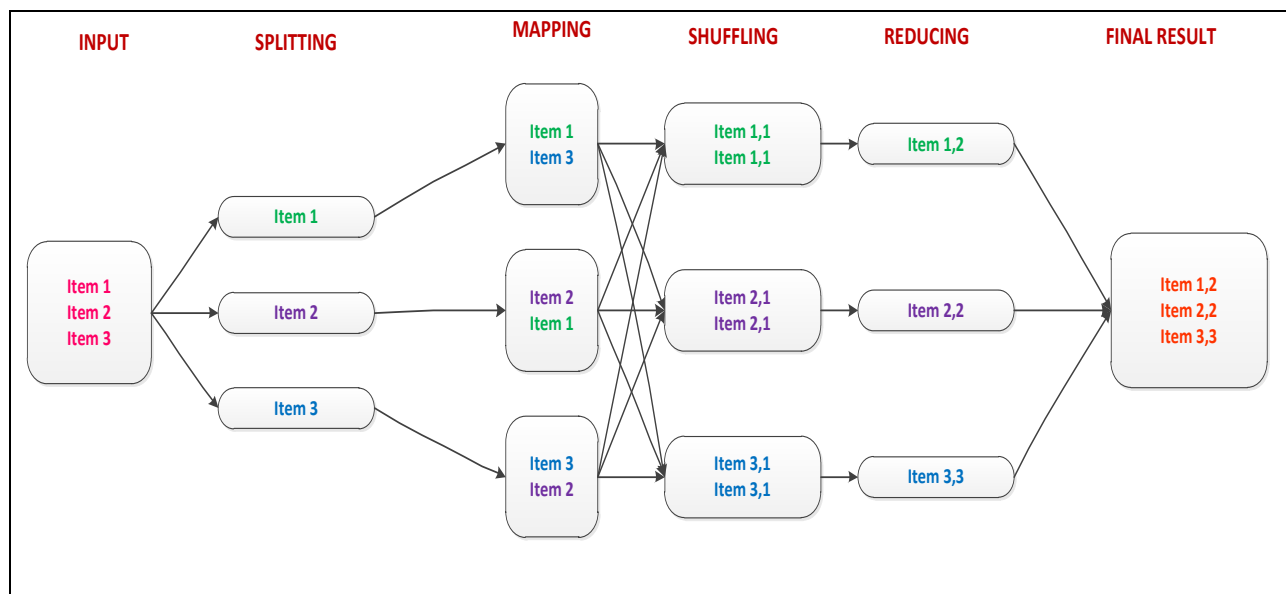 INPUT
SPLITTING
MAPPING
SHUFFLING
REDUCING
FINAL RESULT
Item 1
Item 2
Item 3
Item 1
Item 2
Item 3
Item 1
Item 3
Item 2
Item 1
Item 3
Item 2
Item 1,1
Item 1,1
Item 2,1
Item 2,1
Item 3,1
Item 3,1
Item 1,2
Item 2,2
Item 3,3
Item 1,2
Item 2,2
Item 3,3